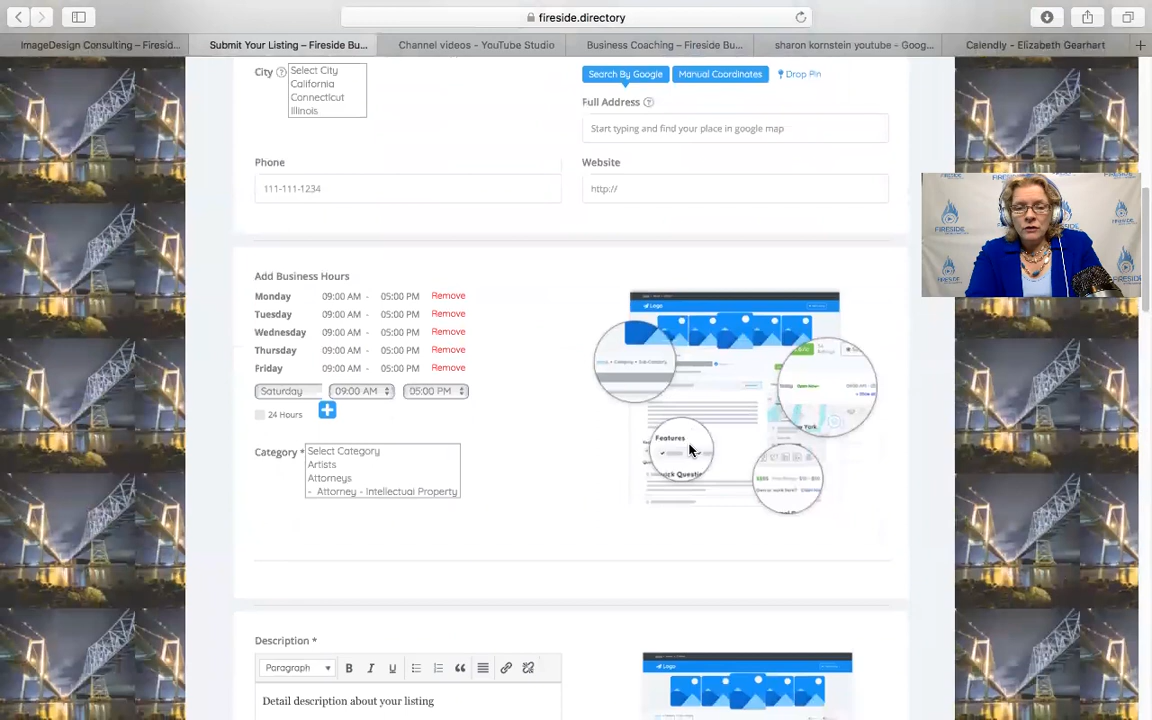 fireside.directory
ImageDesign Consulting – Firesid...
Submit Your Listing – Fireside Bu...
Channel videos - YouTube Studio
Business Coaching – Fireside Bu...
sharon kornstein youtube - Goog...
Calendly - Elizabeth Gearhart
City
Select City
California
Connecticut
Illinois
Search By Google
Manual Coordinates
Drop Pin
Full Address
Start typing and find your place in google map
Phone
Website
111-111-1234
http://
FIRESIDE
Add Business Hours
Monday 09:00 AM - 05:00 PM Remove
Tuesday 09:00 AM - 05:00 PM Remove
Wednesday 09:00 AM - 05:00 PM Remove
Thursday 09:00 AM - 05:00 PM Remove
Friday 09:00 AM - 05:00 PM Remove
Saturday 09:00 AM 05:00 PM
24 Hours
Category *
Select Category
Artists
Attorneys
- Attorney - Intellectual Property
Logo
Features
Description *
Paragraph
B I U
Detail description about your listing
Logo